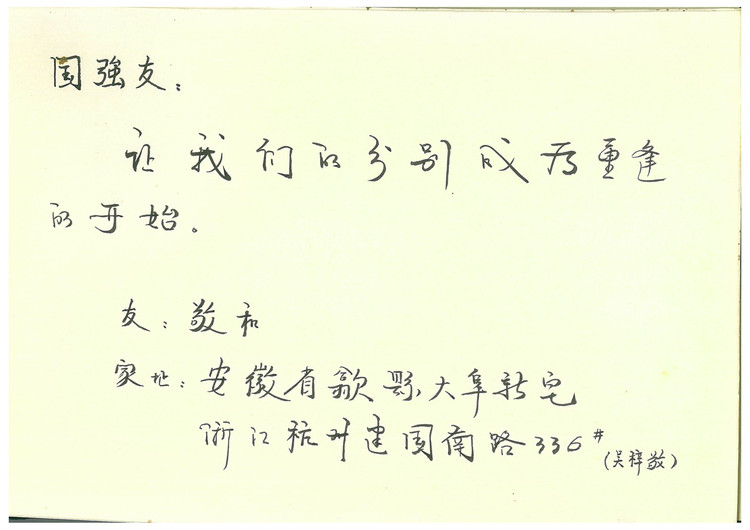 国强友：
让我们的分别成为重逢
的开始。
友：敬和
家址：安徽省歙县大阜新宅
浙江杭州建国南路336#
(吴梓敬)